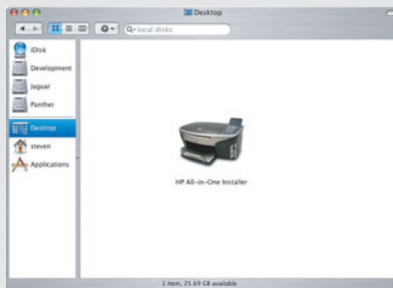 Desktop
local disks
iDisk
Development
Jaguar
Panther
Desktop
steven
Applications
HP All-in-One Installer
1 item, 25.69 GB available